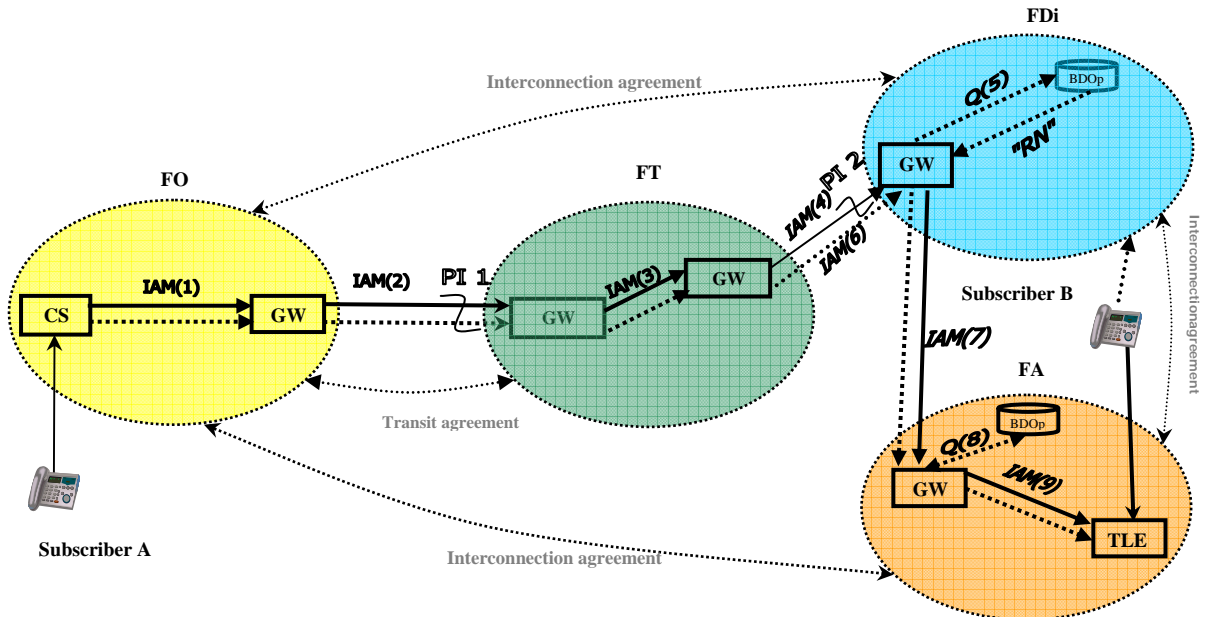 FDi
Interconnection agreement
BDOp
Q(5)
"RN"
GW
PI 2
FO
FT
IAM(4)
IAM(6)
GW
IAM(3)
IAM(1)
IAM(2)
PI 1
CS
GW
GW
Subscriber B
Interconnectionagreement
IAM(7)
FA
Transit agreement
BDOp
Q(8)
GW
IAM(9)
TLE
Subscriber A
Interconnection agreement